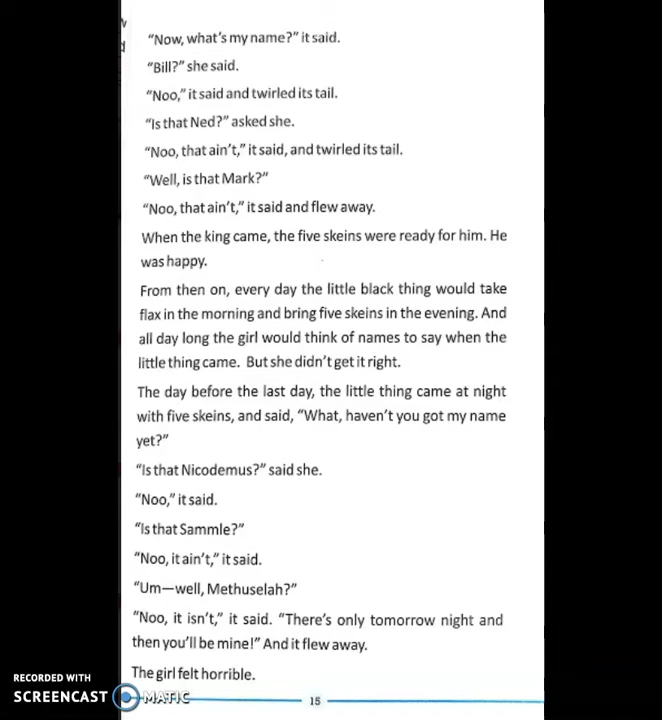 "Now, what's my name?" it said.
"Bill?" she said.
"Noo," it said and twirled its tail.
"Is that Ned?" asked she.
"Noo, that ain't," it said, and twirled its tail.
"Well, is that Mark?"
"Noo, that ain't," it said and flew away.
When the king came, the five skeins were ready for him. He
was happy.
From then on, every day the little black thing would take
flax in the morning and bring five skeins in the evening. And
all day long the girl would think of names to say when the
little thing came. But she didn't get it right.
The day before the last day, the little thing came at night
with five skeins, and said, "What, haven't you got my name
yet?"
"Is that Nicodemus?" said she.
"Noo," it said.
"Is that Sammle?"
"Noo, it ain't," it said.
"Um—well, Methuselah?"
"Noo, it isn't," it said. "There's only tomorrow night and
then you'll be mine!" And it flew away.
The girl felt horrible.
15
RECORDED WITH
SCREENCAST MATIC